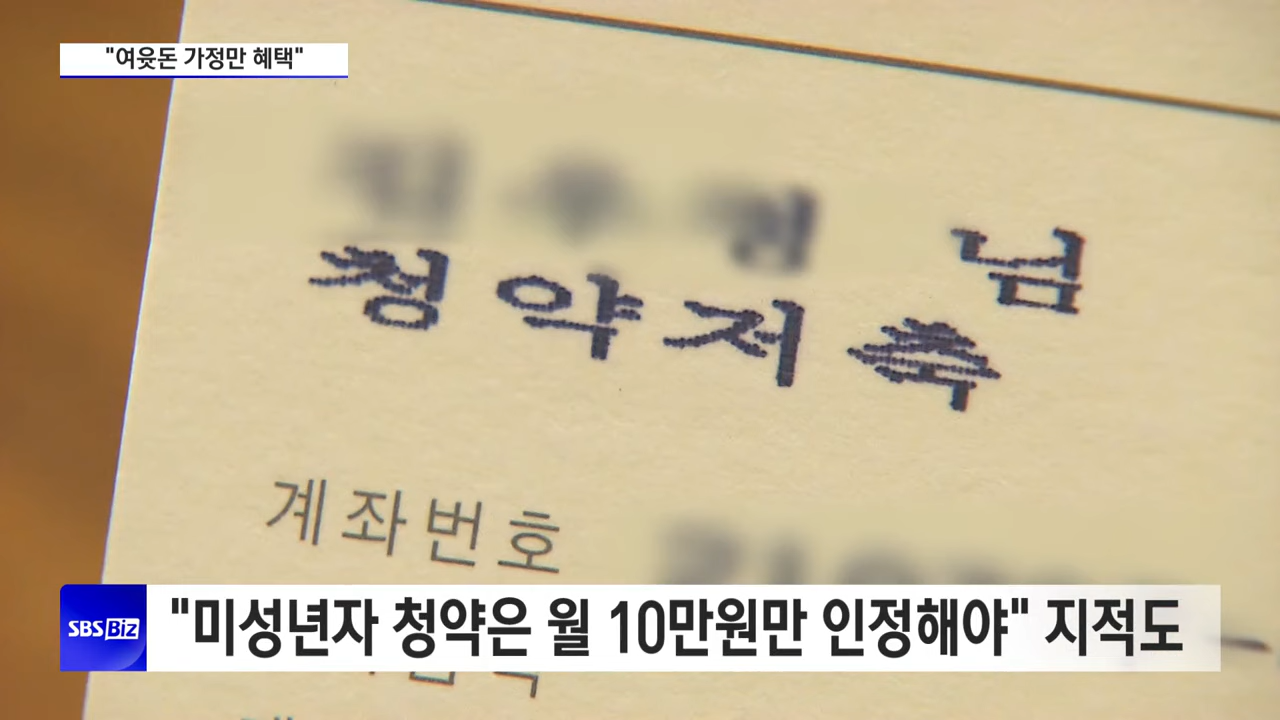 "여윳돈 가정만 혜택"
님
청약저축
계좌번호
SBS Biz
"미성년자 청약은 월 10만원만 인정해야" 지적도